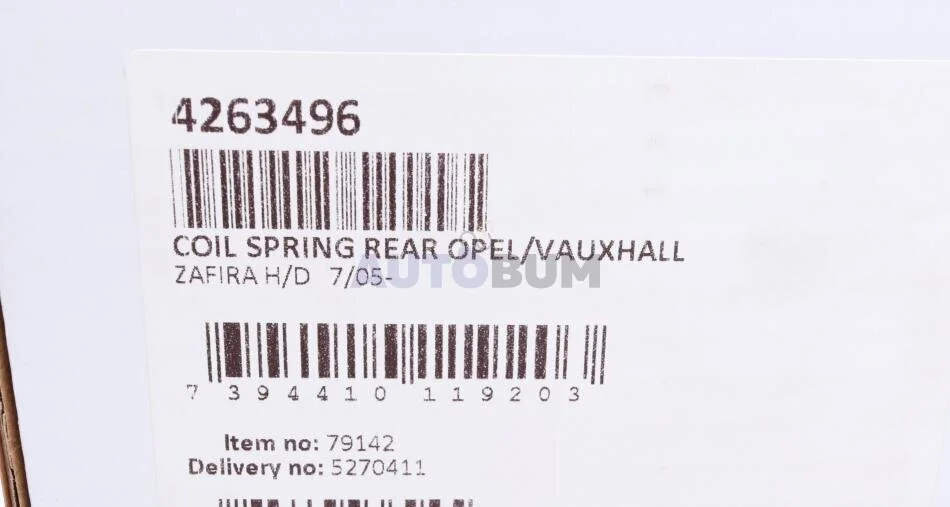 4263496
COIL SPRING REAR OPEL/VAUXHALL
ZAFIRA H/D 7/05-
AUTOBUM
7 394410 119203
Item no: 79142
Delivery no: 5270411